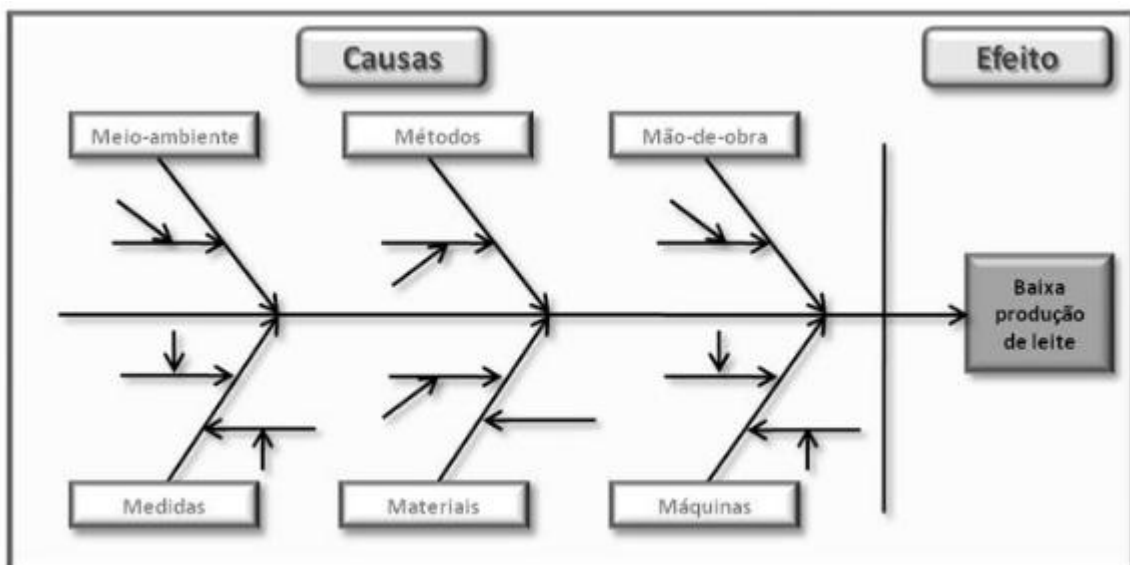 Causas
Efeito
Meio-ambiente
Métodos
Mão-de-obra
Baixa
produção
de leite
Medidas
Materiais
Máquinas